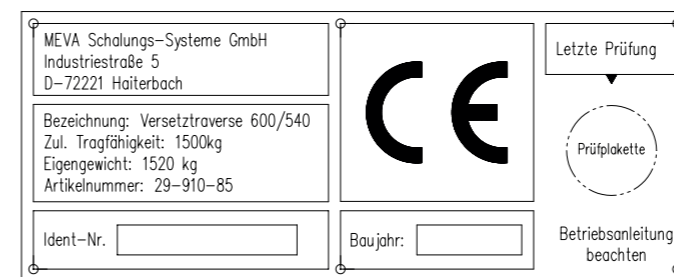 MEVA Schalungs-Systeme GmbH
Industriestraße 5
D-72221 Haiterbach
Bezeichnung: Versetztraverse 600/540
Zul. Tragfähigkeit: 1500kg
Eigengewicht: 1520 kg
Artikelnummer: 29-910-85
Ident-Nr.
CE
Baujahr:
Letzte Prüfung
Prüfplakette
Betriebsanleitung
beachten